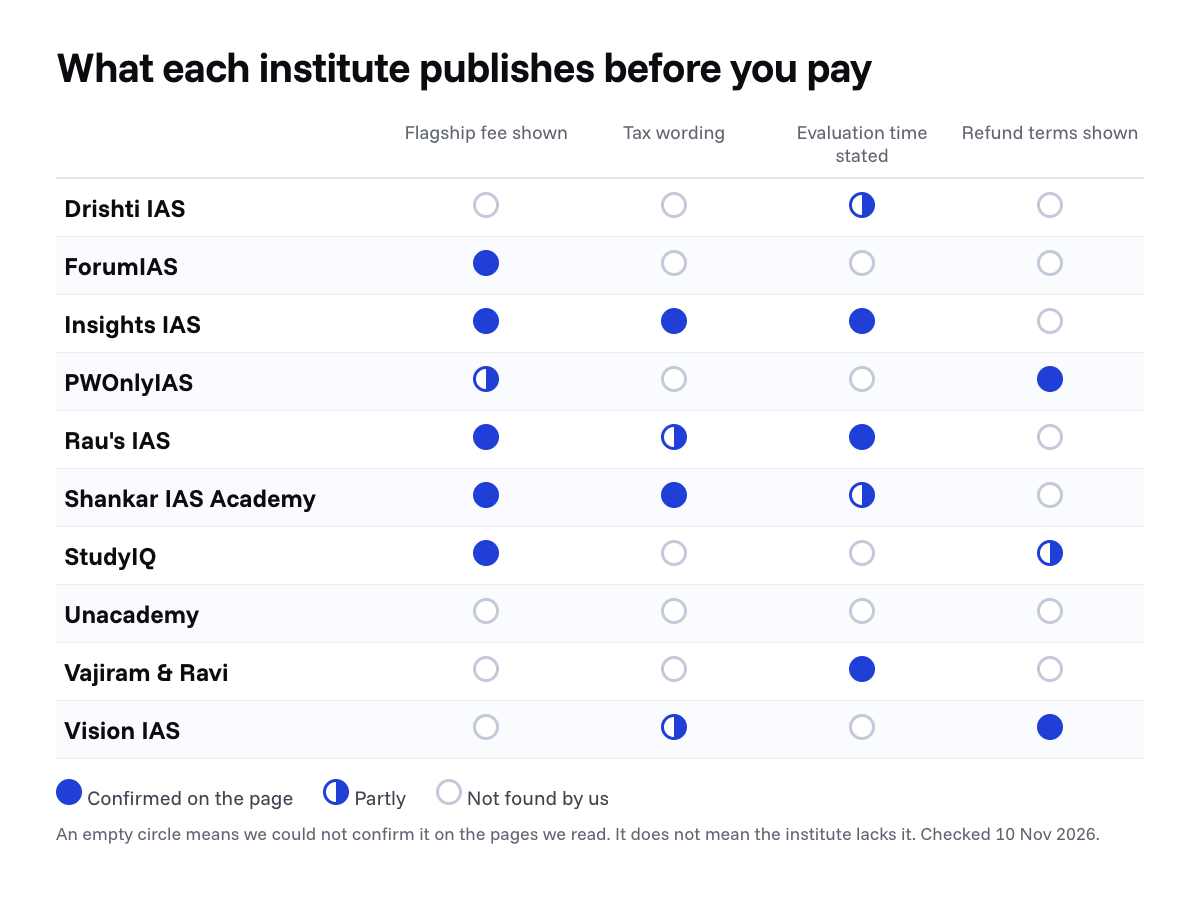 What each institute publishes before you pay
Flagship fee shown
Tax wording
Evaluation time
stated
Refund terms shown
Drishti IAS
ForumIAS
Insights IAS
PWOnlyIAS
Rau's IAS
Shankar IAS Academy
StudyIQ
Unacademy
Vajiram & Ravi
Vision IAS
Confirmed on the page
Partly
Not found by us
An empty circle means we could not confirm it on the pages we read. It does not mean the institute lacks it. Checked 10 Nov 2026.